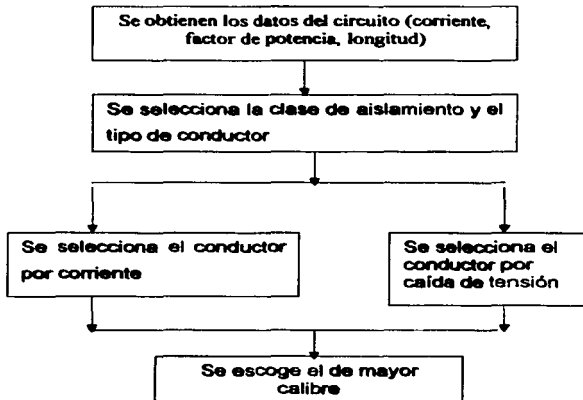 Se obtienen los datos del circuito (corriente,
factor de potencia, longitud)
Se selecciona la clase de aislamiento y el
tipo de conductor
Se selecciona el conductor
por corriente
Se selecciona el
conductor por
caída de tensión
Se escoge el de mayor
calibre